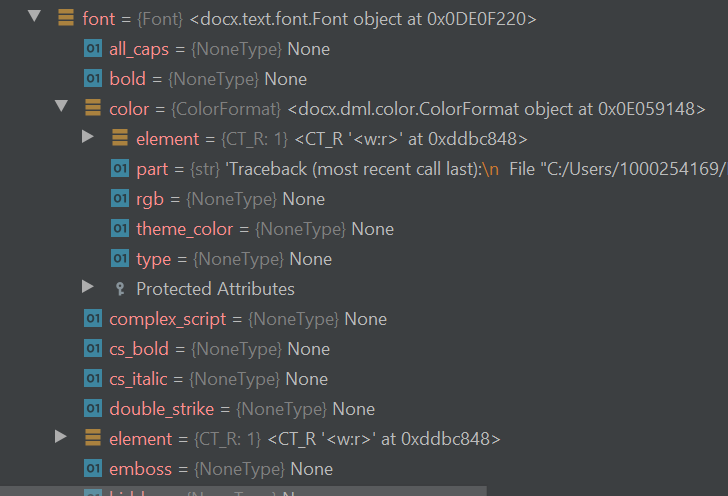 font = {Font} <docx.text.font.Font object at 0x0DE0F220>
01 all_caps = {NoneType} None
01 bold = {NoneType} None
color = {ColorFormat} <docx.dml.color.ColorFormat object at 0x0E059148>
element = {CT_R: 1} <CT_R '<w:r>' at 0xddbc848>
01 part = {str} 'Traceback (most recent call last):\n  File "C:/Users/1000254169/
01 rgb = {NoneType} None
01 theme_color = {NoneType} None
01 type = {NoneType} None
Protected Attributes
01 complex_script = {NoneType} None
01 cs_bold = {NoneType} None
01 cs_italic = {NoneType} None
01 double_strike = {NoneType} None
element = {CT_R: 1} <CT_R '<w:r>' at 0xddbc848>
01 emboss = {NoneType} None